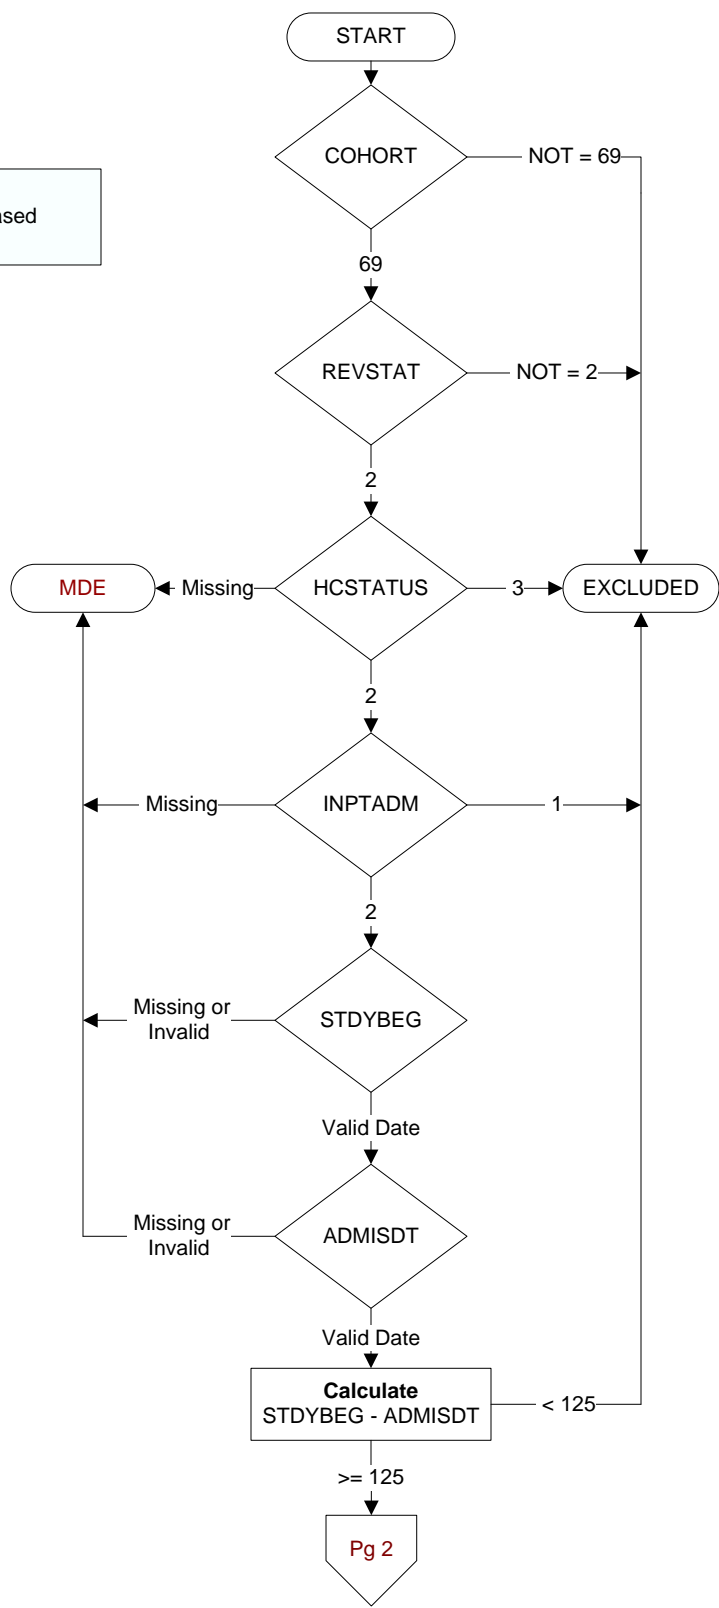 START
COHORT
NOT = 69
ased
69
REVSTAT
NOT = 2
2
MDE
Missing
HCSTATUS
3
EXCLUDED
2
Missing
INPTADM
1
2
Missing or
Invalid
STDYBEG
Valid Date
Missing or
Invalid
ADMISDT
Valid Date
Calculate
STDYBEG - ADMISDT
< 125
>= 125
Pg 2